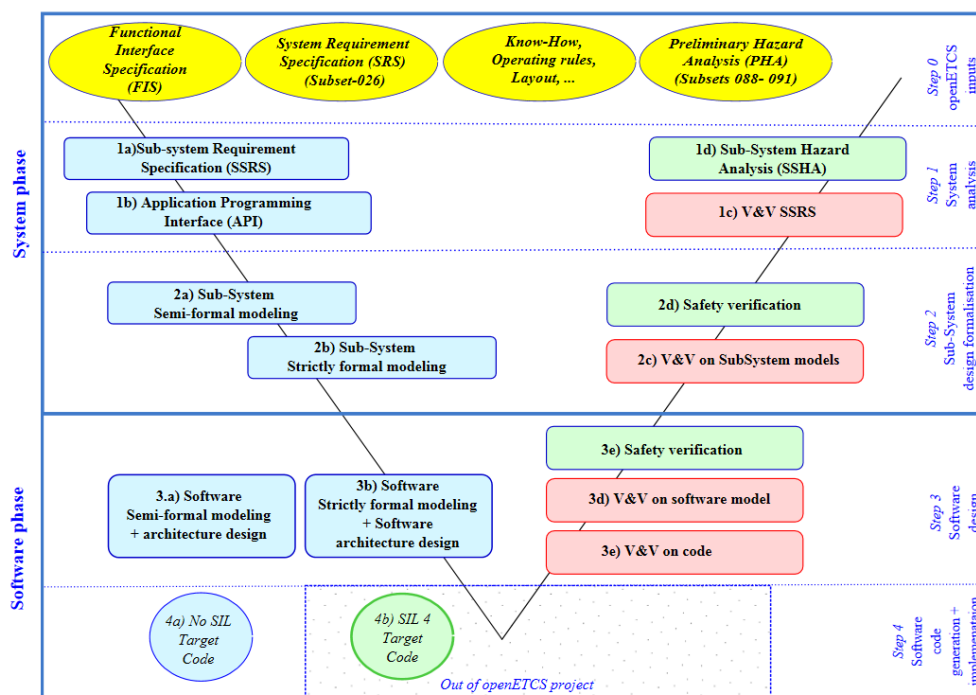 Functional
Interface
Specification
(FIS)
System Requirement
Specification (SRS)
(Subset-026)
Know-How,
Operating rules,
Layout, ...
Preliminary Hazard
Analysis (PHA)
(Subsets 088- 091)
Step 0
openETCS
inputs
System phase
1a)Sub-system Requirement
Specification (SSRS)
1b) Application Programming
Interface (API)
1d) Sub-System Hazard
Analysis (SSHA)
1c) V&V SSRS
Step 1
System
analysis
2a) Sub-System
Semi-formal modeling
2b) Sub-System
Strictly formal modeling
2d) Safety verification
2c) V&V on SubSystem models
Step 2
Sub-System
design formalisation
Software phase
3.a) Software
Semi-formal modeling
+ architecture design
3b) Software
Strictly formal modeling
+ Software
architecture design
3e) Safety verification
3d) V&V on software model
3e) V&V on code
Step 3
Software
design
4a) No SIL
Target
Code
4b) SIL 4
Target
Code
Out of openETCS project
Step 4
Software
code
generation +